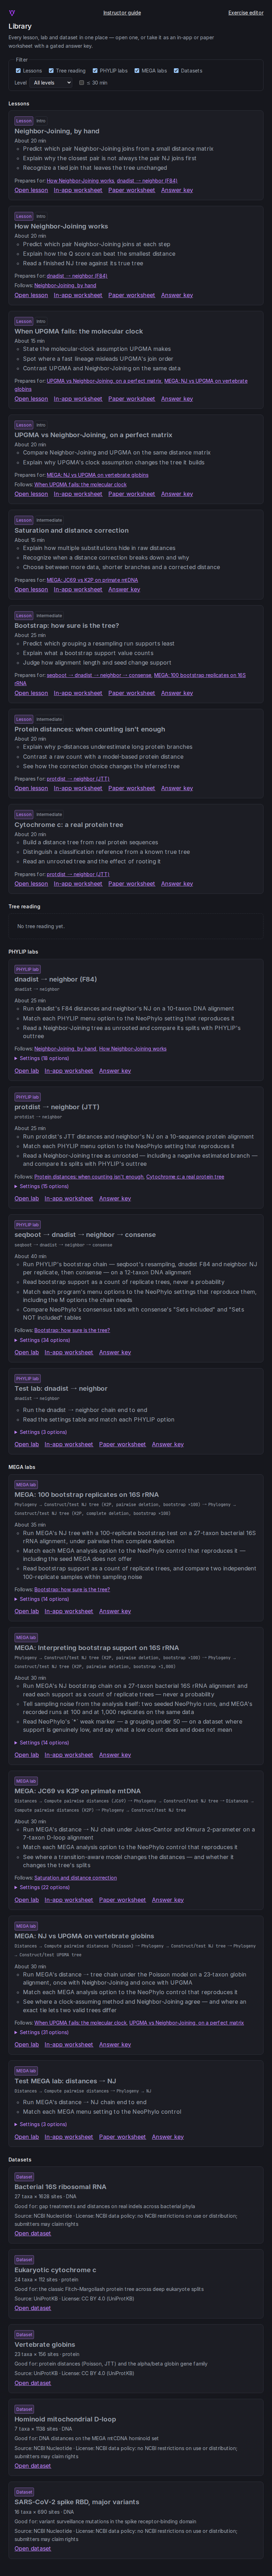 Instructor guide
Exercise editor
Library
Every lesson, lab and dataset in one place — open one, or take it as an in-app or paper
worksheet with a gated answer key.
Filter
Lessons
Tree reading
PHYLIP labs
MEGA labs
Datasets
Level
All levels
≤ 30 min
Lessons
Lesson
Intro
Neighbor-Joining, by hand
About 20 min
Predict which pair Neighbor-Joining joins from a small distance matrix
Explain why the closest pair is not always the pair NJ joins first
Recognize a tied join that leaves the tree unchanged
Prepares for: How Neighbor-Joining works, dnadist → neighbor (F84)
Open lesson In-app worksheet Paper worksheet Answer key
Lesson
Intro
How Neighbor-Joining works
About 20 min
Predict which pair Neighbor-Joining joins at each step
Explain how the Q score can beat the smallest distance
Read a finished NJ tree against its true tree
Prepares for: dnadist → neighbor (F84)
Follows: Neighbor-Joining, by hand
Open lesson In-app worksheet Paper worksheet Answer key
Lesson
Intro
When UPGMA fails: the molecular clock
About 15 min
State the molecular-clock assumption UPGMA makes
Spot where a fast lineage misleads UPGMA's join order
Contrast UPGMA and Neighbor-Joining on the same data
Prepares for: UPGMA vs Neighbor-Joining, on a perfect matrix, MEGA: NJ vs UPGMA on vertebrate
globins
Open lesson In-app worksheet Paper worksheet Answer key
Lesson
Intro
UPGMA vs Neighbor-Joining, on a perfect matrix
About 20 min
Compare Neighbor-Joining and UPGMA on the same distance matrix
Explain why UPGMA's clock assumption changes the tree it builds
Prepares for: MEGA: NJ vs UPGMA on vertebrate globins
Follows: When UPGMA fails: the molecular clock
Open lesson In-app worksheet Paper worksheet Answer key
Lesson
Intermediate
Saturation and distance correction
About 15 min
Explain how multiple substitutions hide in raw distances
Recognize when a distance correction breaks down and why
Choose between more data, shorter branches and a corrected distance
Prepares for: MEGA: JC69 vs K2P on primate mtDNA
Open lesson In-app worksheet Answer key
Lesson
Intermediate
Bootstrap: how sure is the tree?
About 25 min
Predict which grouping a resampling run supports least
Explain what a bootstrap support value counts
Judge how alignment length and noise change support
Prepares for: seqboot → dnadist → neighbor → consense, MEGA: 100 bootstrap replicates on 16S
rRNA
Open lesson In-app worksheet Paper worksheet Answer key
Lesson
Intermediate
Protein distances: when counting isn't enough
About 20 min
Explain why p-distances underestimate long protein branches
Contrast a raw count with a model-based protein distance
See how the correction choice changes the inferred tree
Prepares for: protdist → neighbor (JTT)
Open lesson In-app worksheet Paper worksheet Answer key
Lesson
Intermediate
Cytochrome c: a real protein tree
About 20 min
Build a distance tree from real protein sequences
Distinguish a classification reference from a known true tree
Read an unrooted tree and the effect of rooting it
Prepares for: protdist → neighbor (JTT)
Open lesson In-app worksheet Paper worksheet Answer key
Tree reading
No tree reading yet.
PHYLIP labs
PHYLIP lab
dnadist → neighbor (F84)
dnadist → neighbor
About 25 min
Run dnadist's F84 distances and neighbor's NJ on a 10-taxon DNA alignment
Match each PHYLIP menu option to the NeoPhylo setting that reproduces it
Read a Neighbor-Joining tree as unrooted and compare its splits with PHYLIP's
outtree
Follows: Neighbor-Joining, by hand, How Neighbor-Joining works
Settings (18 options)
Open lab In-app worksheet Answer key
PHYLIP lab
protdist → neighbor (JTT)
protdist → neighbor
About 25 min
Run protdist's JTT distances and neighbor's NJ on a 10-sequence protein alignment
Match each PHYLIP menu option to the NeoPhylo setting that reproduces it
Read a Neighbor-Joining tree as unrooted — including a negative branch —
and compare its splits with PHYLIP's outtree
Follows: Protein distances: when counting isn't enough, Cytochrome c: a real protein tree
Settings (15 options)
Open lab In-app worksheet Answer key
PHYLIP lab
seqboot → dnadist → neighbor → consense
seqboot → dnadist → neighbor → consense
About 40 min
Run PHYLIP's bootstrap chain — seqboot's resampling, dnadist F84 and neighbor NJ
per replicate, then consense — on a 12-taxon DNA alignment
Read bootstrap support as a count of replicate trees, never a probability
Match each program's menu options to the NeoPhylo settings that reproduce them,
including the M options the chain needs
Compare NeoPhylo's consensus tabs with consense's "Sets included" and "Sets
NOT included" tables
Follows: Bootstrap: how sure is the tree?
Settings (34 options)
Open lab In-app worksheet Answer key
PHYLIP lab
Test lab: dnadist → neighbor
dnadist → neighbor
Run the dnadist → neighbor chain end to end
Read the settings table and match each PHYLIP option
Settings (3 options)
Open lab In-app worksheet Paper worksheet Answer key
MEGA labs
MEGA lab
MEGA: 100 bootstrap replicates on 16S rRNA
Phylogeny … Construct/test NJ tree (K2P, pairwise deletion, bootstrap ×100) → Phylogeny …
Construct/test NJ tree (K2P, complete deletion, bootstrap ×100)
About 35 min
Run MEGA's NJ tree with a 100-replicate bootstrap test on a 27-taxon bacterial 16S
rRNA alignment, under pairwise then complete deletion
Match each MEGA analysis option to the NeoPhylo control that reproduces it —
including the seed MEGA does not offer
Read bootstrap support as a count of replicate trees, and compare two independent
100-replicate samples within sampling noise
Follows: Bootstrap: how sure is the tree?
Settings (14 options)
Open lab In-app worksheet Answer key
MEGA lab
MEGA: Interpreting bootstrap support on 16S rRNA
Phylogeny … Construct/test NJ tree (K2P, pairwise deletion, bootstrap ×100) → Phylogeny …
Construct/test NJ tree (K2P, pairwise deletion, bootstrap ×1,000)
About 30 min
Run MEGA's NJ bootstrap on a 27-taxon bacterial 16S rRNA alignment and read
each support as a count of replicate trees — never a probability
Tell sampling noise from the analysis itself: two seeded NeoPhylo runs, and MEGA's
recorded runs at 100 and at 1,000 replicates on the same data
Read NeoPhylo's '*' weak marker — a grouping under 50 — on a dataset where
support is genuinely low, and say what a low count does and does not mean
Settings (14 options)
Open lab In-app worksheet Answer key
MEGA lab
MEGA: JC69 vs K2P on primate mtDNA
Distances … Compute pairwise distances (JC69) → Phylogeny … Construct/test NJ tree → Distances …
Compute pairwise distances (K2P) → Phylogeny … Construct/test NJ tree
About 30 min
Run MEGA's distance → NJ chain under Jukes-Cantor and Kimura 2-parameter on a
7-taxon D-loop alignment
Match each MEGA analysis option to the NeoPhylo control that reproduces it
See where a transition-aware model changes the distances — and whether it
changes the tree's splits
Follows: Saturation and distance correction
Settings (22 options)
Open lab In-app worksheet Paper worksheet Answer key
MEGA lab
MEGA: NJ vs UPGMA on vertebrate globins
Distances … Compute pairwise distances (Poisson) → Phylogeny … Construct/test NJ tree → Phylogeny
… Construct/test UPGMA tree
About 30 min
Run MEGA's distance → tree chain under the Poisson model on a 23-taxon globin
alignment, once with Neighbor-Joining and once with UPGMA
Match each MEGA analysis option to the NeoPhylo control that reproduces it
See where a clock-assuming method and Neighbor-Joining agree — and where an
exact tie lets two valid trees differ
Follows: When UPGMA fails: the molecular clock, UPGMA vs Neighbor-Joining, on a perfect matrix
Settings (31 options)
Open lab In-app worksheet Answer key
MEGA lab
Test MEGA lab: distances → NJ
Distances … Compute pairwise distances → Phylogeny … NJ
Run MEGA's distance → NJ chain end to end
Match each MEGA menu setting to the NeoPhylo control
Settings (3 options)
Open lab In-app worksheet Paper worksheet Answer key
Datasets
Dataset
Bacterial 16S ribosomal RNA
27 taxa × 1628 sites · DNA
Good for: gap treatments and distances on real indels across bacterial phyla
Source: NCBI Nucleotide · License: NCBI data policy: no NCBI restrictions on use or distribution;
submitters may claim rights
Open dataset
Dataset
Eukaryotic cytochrome c
24 taxa × 112 sites · protein
Good for: the classic Fitch–Margoliash protein tree across deep eukaryote splits
Source: UniProtKB · License: CC BY 4.0 (UniProtKB)
Open dataset
Dataset
Vertebrate globins
23 taxa × 156 sites · protein
Good for: protein distances (Poisson, JTT) and the alpha/beta globin gene family
Source: UniProtKB · License: CC BY 4.0 (UniProtKB)
Open dataset
Dataset
Hominoid mitochondrial D-loop
7 taxa × 1138 sites · DNA
Good for: DNA distances on the MEGA mtCDNA hominoid set
Source: NCBI Nucleotide · License: NCBI data policy: no NCBI restrictions on use or distribution;
submitters may claim rights
Open dataset
Dataset
SARS-CoV-2 spike RBD, major variants
16 taxa × 690 sites · DNA
Good for: variant surveillance mutations in the spike receptor-binding domain
Source: NCBI Nucleotide · License: NCBI data policy: no NCBI restrictions on use or distribution;
submitters may claim rights
Open dataset